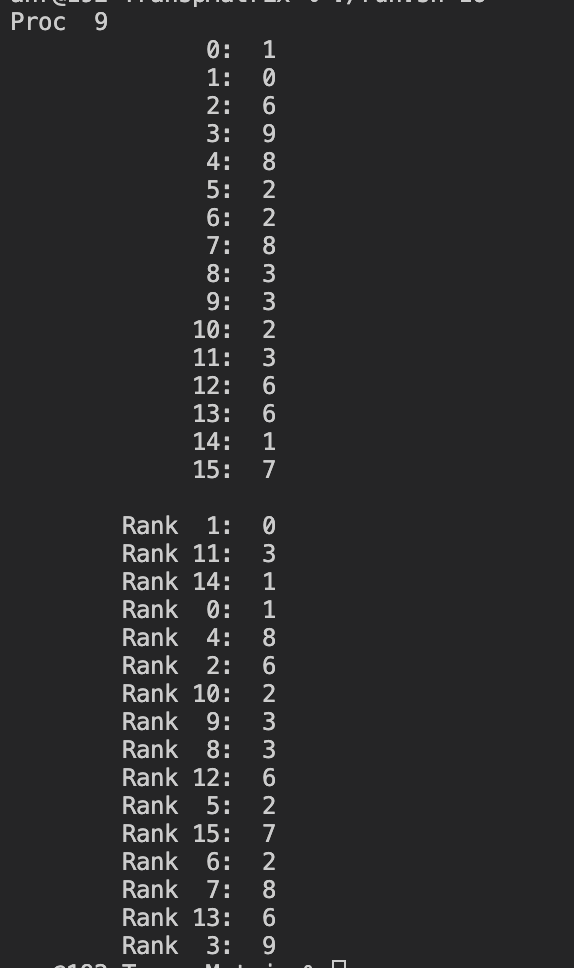 Proc 9
0: 1
1: 0
2: 6
3: 9
4: 8
5: 2
6: 2
7: 8
8: 3
9: 3
10: 2
11: 3
12: 6
13: 6
14: 1
15: 7
Rank 1: 0
Rank 11: 3
Rank 14: 1
Rank 0: 1
Rank 4: 8
Rank 2: 6
Rank 10: 2
Rank 9: 3
Rank 8: 3
Rank 12: 6
Rank 5: 2
Rank 15: 7
Rank 6: 2
Rank 7: 8
Rank 13: 6
Rank 3: 9